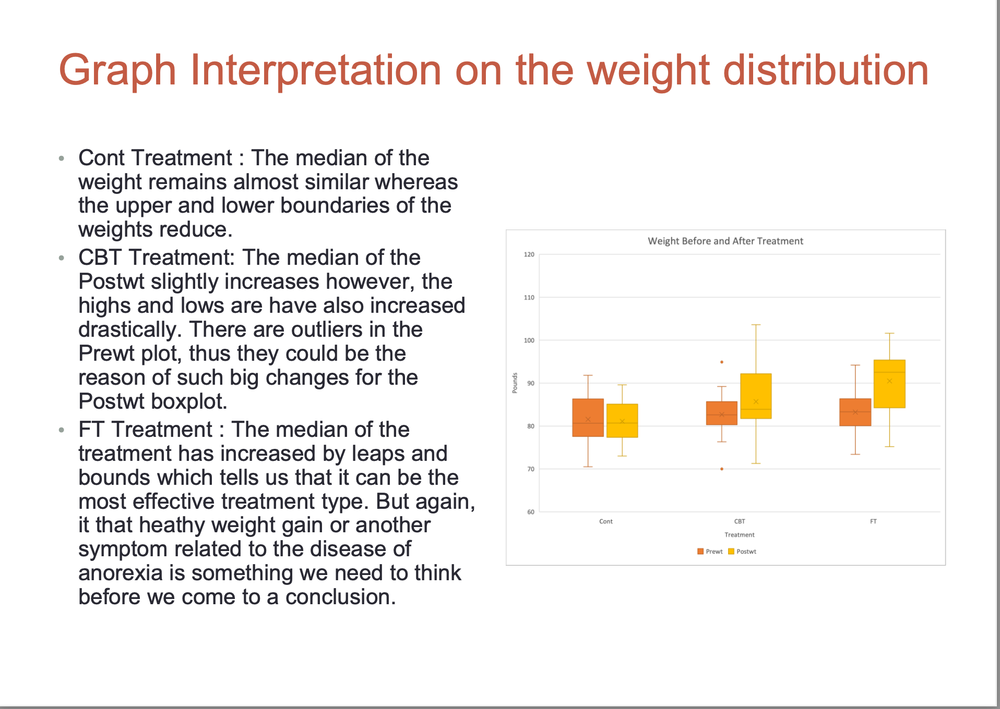 Graph Interpretation on the weight distribution
• Cont Treatment : The median of the
weight remains almost similar whereas
the upper and lower boundaries of the
weights reduce.
• CBT Treatment: The median of the
Postwt slightly increases however, the
highs and lows are have also increased
drastically. There are outliers in the
Prewt plot, thus they could be the
reason of such big changes for the
Postwt boxplot.
• FT Treatment : The median of the
treatment has increased by leaps and
bounds which tells us that it can be the
most effective treatment type. But again,
it that heathy weight gain or another
symptom related to the disease of
anorexia is something we need to think
before we come to a conclusion.
Weight Before and After Treatment
120
110
100
90
80
70
60
Pounds
Cont CBT FT
Treatment
Prewt Postwt